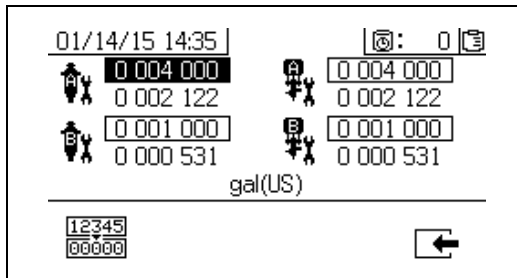 01/14/15 14:35 : 0
A 0 004 000 A 0 004 000
0 002 122 0 002 122
B 0 001 000 B 0 001 000
0 000 531 0 000 531
gal(US)
12345
00000